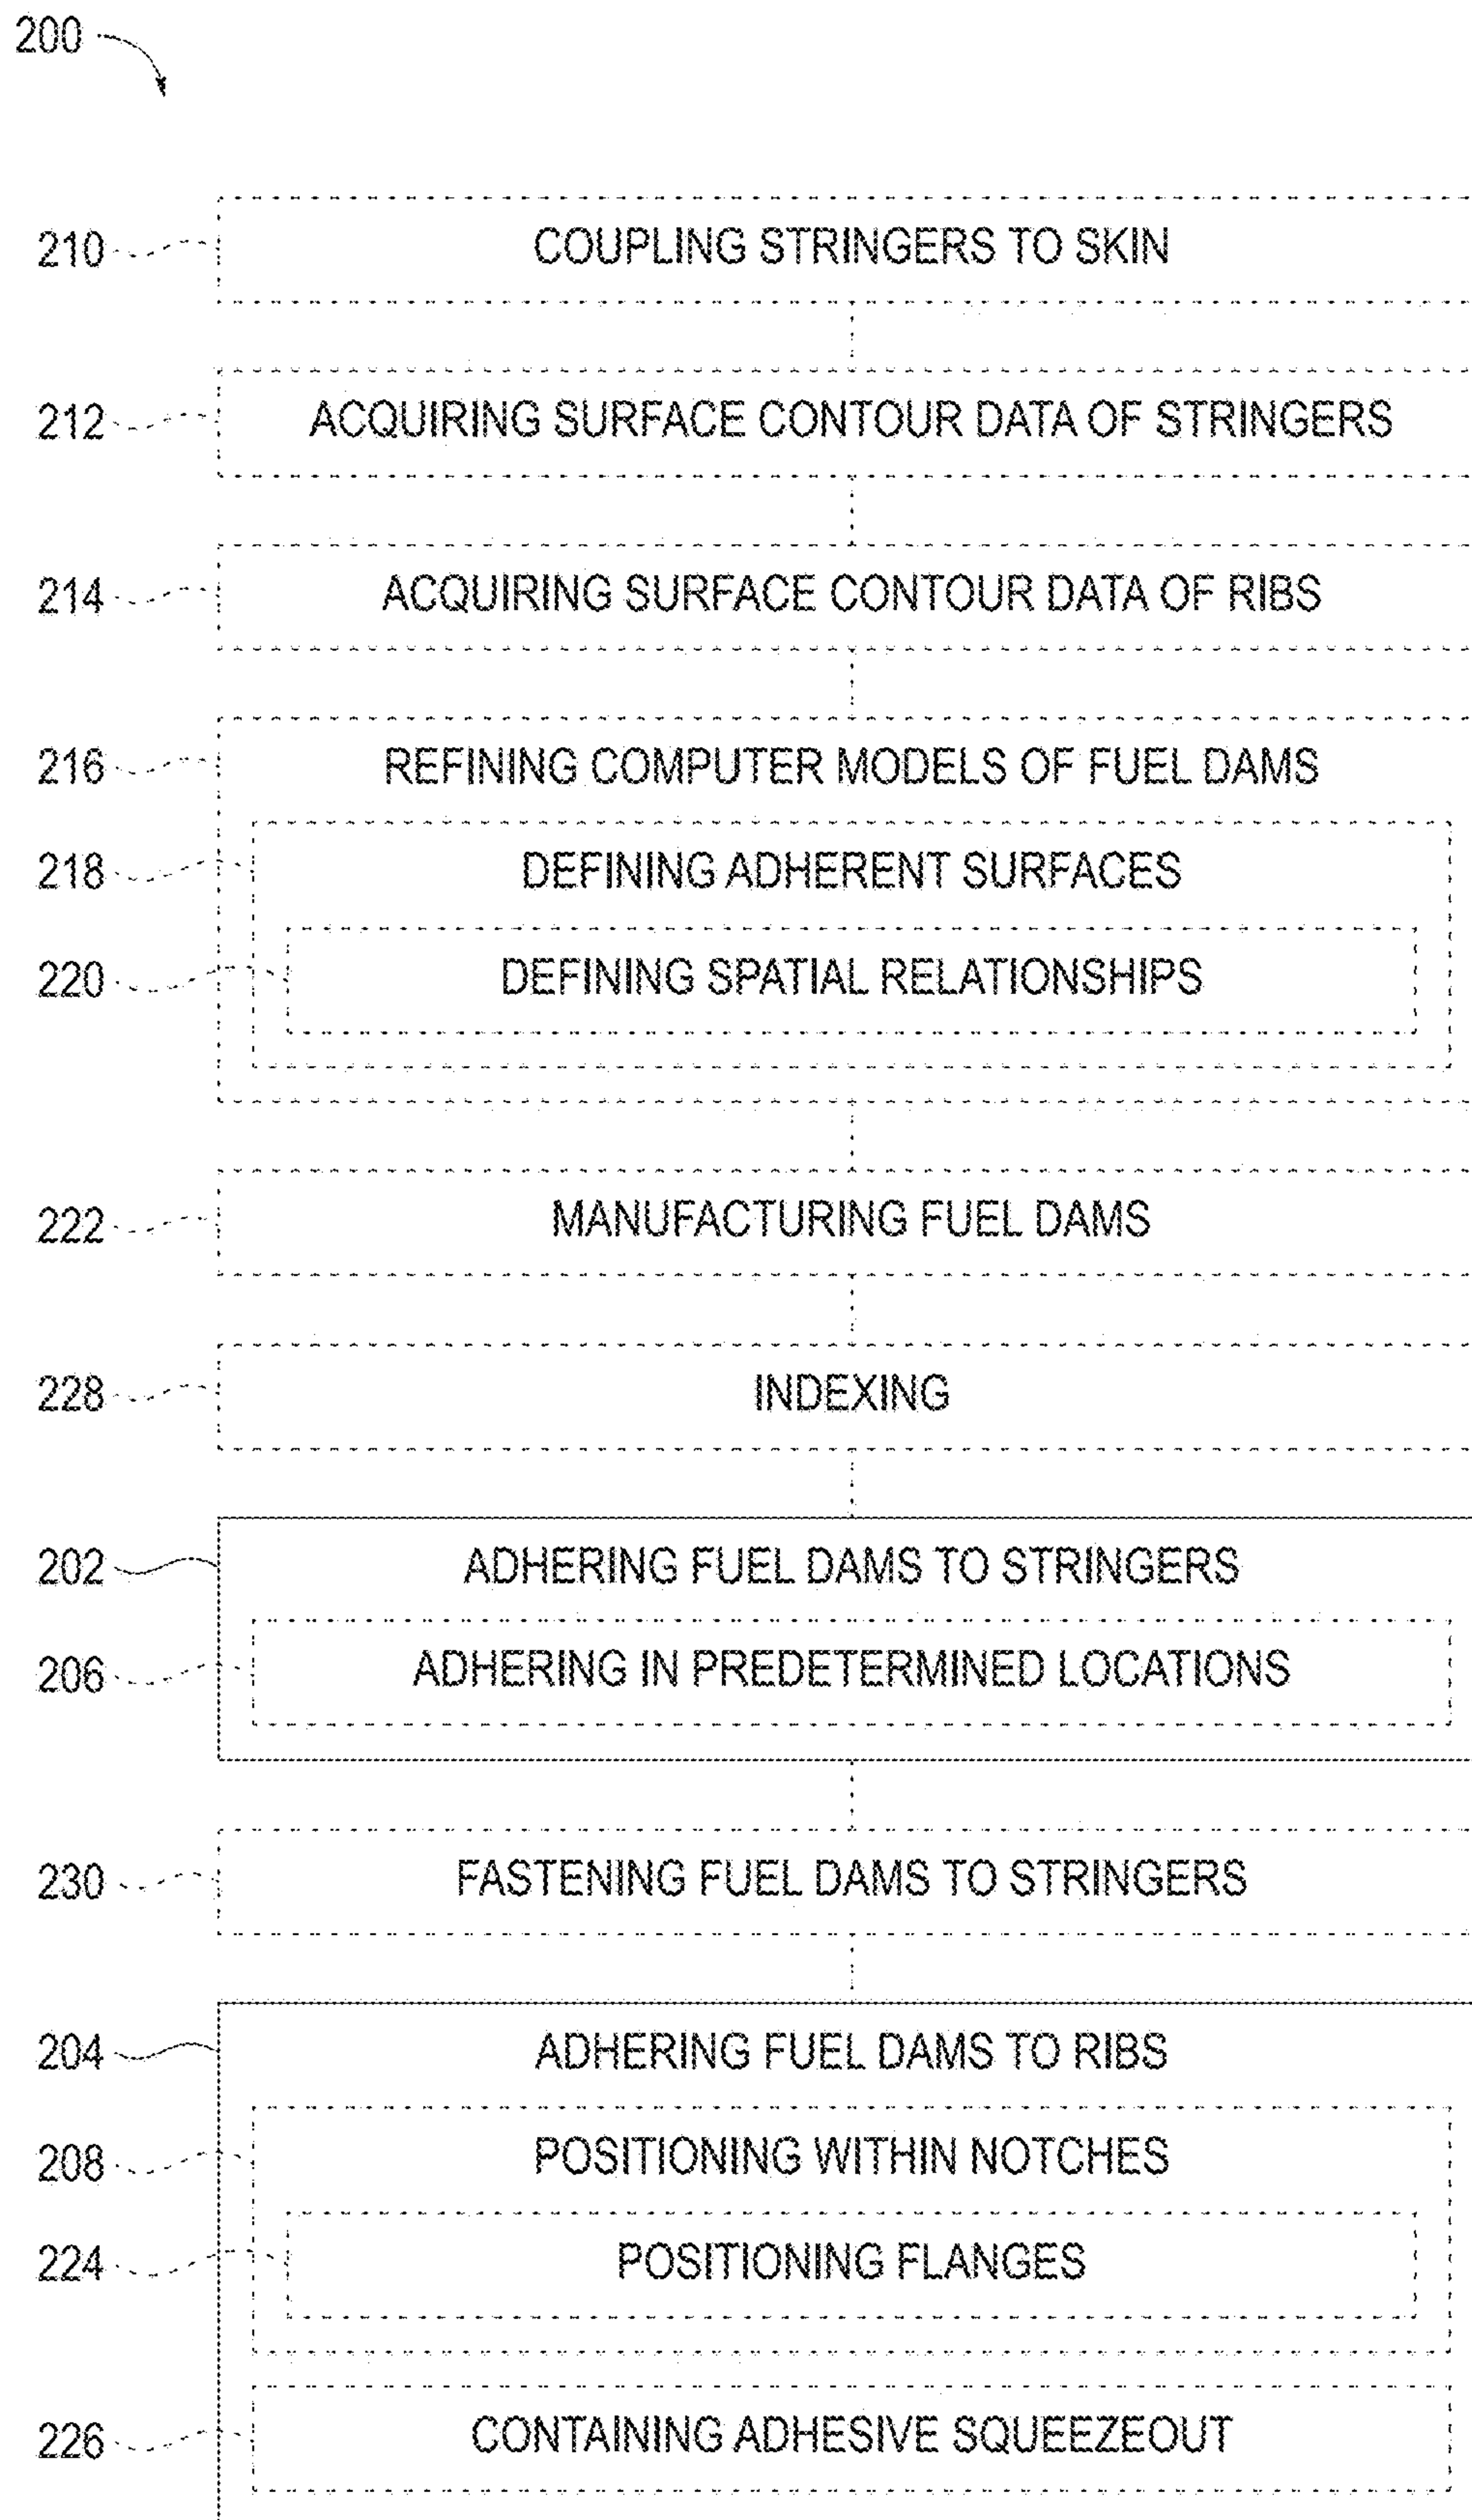 200
210 COUPLING STRINGERS TO SKIN
212 ACQUIRING SURFACE CONTOUR DATA OF STRINGERS
214 ACQUIRING SURFACE CONTOUR DATA OF RIBS
216 REFINING COMPUTER MODELS OF FUEL DAMS
218 DEFINING ADHERENT SURFACES
220 DEFINING SPATIAL RELATIONSHIPS
222 MANUFACTURING FUEL DAMS
228 INDEXING
202 ADHERING FUEL DAMS TO STRINGERS
206 ADHERING IN PREDETERMINED LOCATIONS
230 FASTENING FUEL DAMS TO STRINGERS
204 ADHERING FUEL DAMS TO RIBS
208 POSITIONING WITHIN NOTCHES
224 POSITIONING FLANGES
226 CONTAINING ADHESIVE SQUEEZEOUT